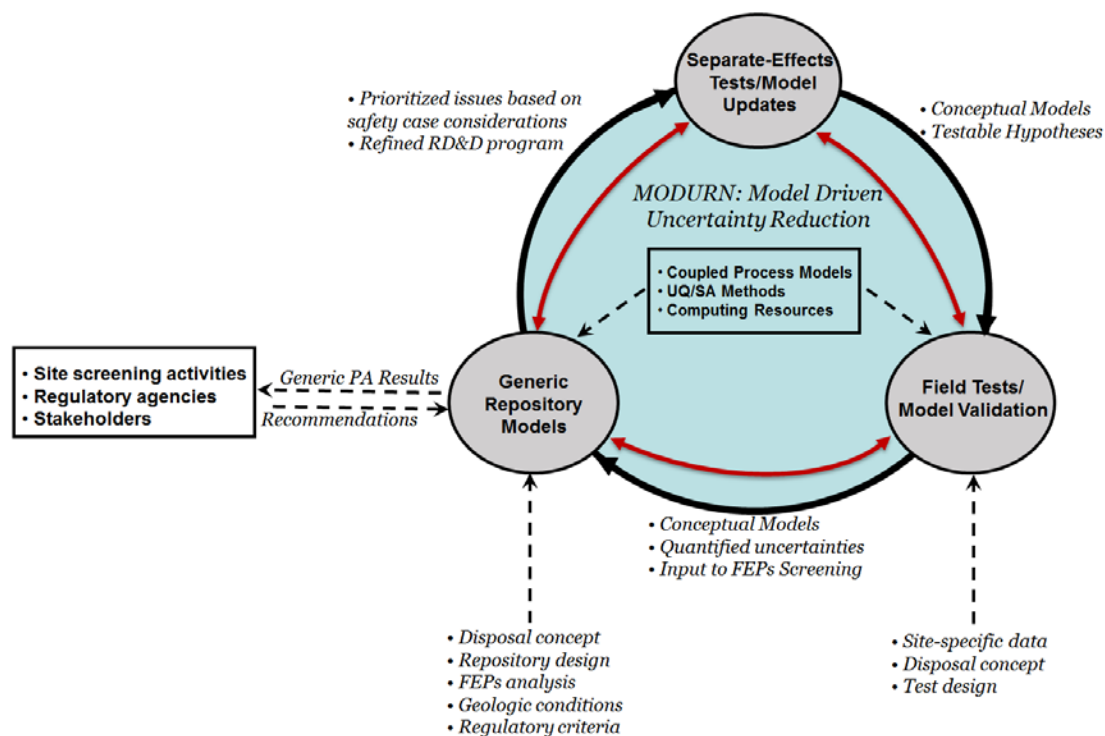 Separate-Effects
Tests/Model
Updates
• Prioritized issues based on
safety case considerations
• Refined RD&D program
• Conceptual Models
• Testable Hypotheses
MODURN: Model Driven
Uncertainty Reduction
• Coupled Process Models
• UQ/SA Methods
• Computing Resources
• Site screening activities
• Regulatory agencies
• Stakeholders
Generic PA Results
Recommendations
Generic
Repository
Models
Field Tests/
Model Validation
• Conceptual Models
• Quantified uncertainties
• Input to FEPs Screening
• Disposal concept
• Repository design
• FEPs analysis
• Geologic conditions
• Regulatory criteria
• Site-specific data
• Disposal concept
• Test design